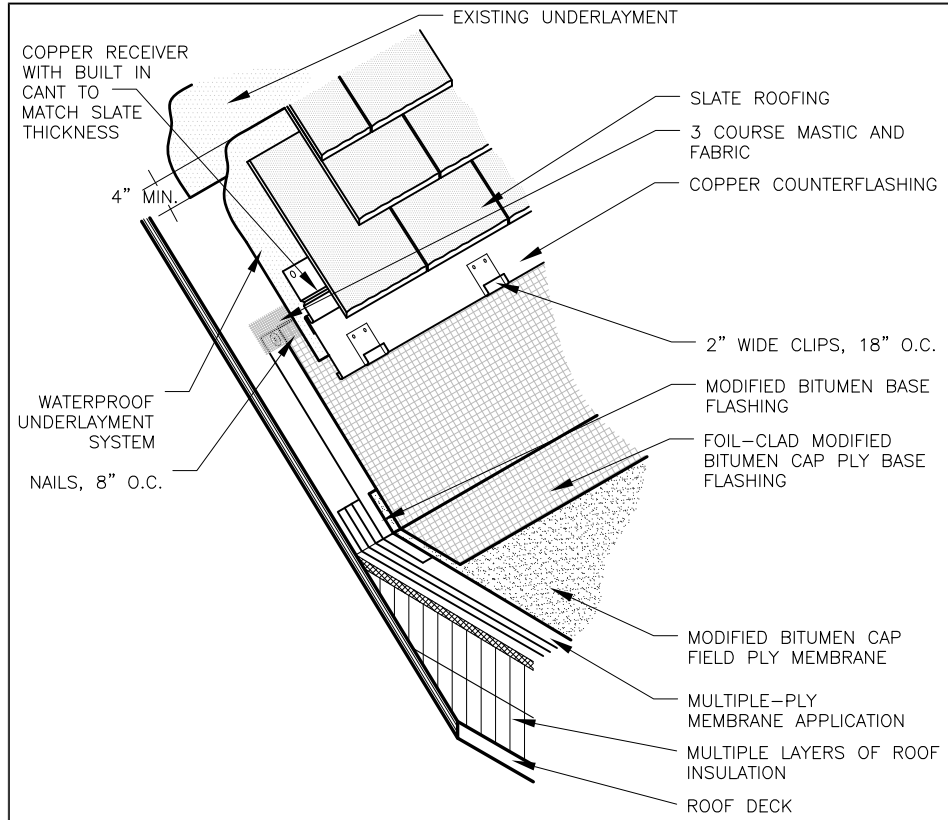 EXISTING UNDERLAYMENT
COPPER RECEIVER
WITH BUILT IN
CANT TO
MATCH SLATE
THICKNESS
SLATE ROOFING
3 COURSE MASTIC AND
FABRIC
COPPER COUNTERFLASHING
4” MIN.
2” WIDE CLIPS, 18” O.C.
MODIFIED BITUMEN BASE
FLASHING
WATERPROOF
UNDERLAYMENT
SYSTEM
FOIL-CLAD MODIFIED
BITUMEN CAP PLY BASE
FLASHING
NAILS, 8” O.C.
MODIFIED BITUMEN CAP
FIELD PLY MEMBRANE
MULTIPLE-PLY
MEMBRANE APPLICATION
MULTIPLE LAYERS OF ROOF
INSULATION
ROOF DECK